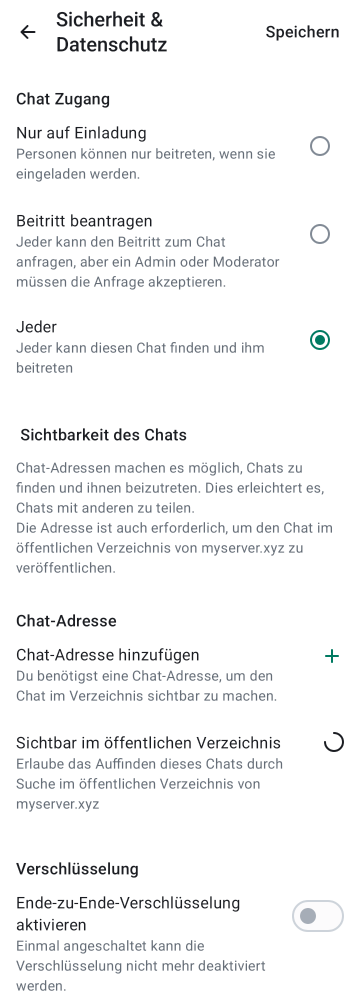 Sicherheit &
Datenschutz
Speichern
Chat Zugang
Nur auf Einladung
Personen können nur beitreten, wenn sie
eingeladen werden.
Beitritt beantragen
Jeder kann den Beitritt zum Chat
anfragen, aber ein Admin oder Moderator
müssen die Anfrage akzeptieren.
Jeder
Jeder kann diesen Chat finden und ihm
beitreten
Sichtbarkeit des Chats
Chat-Adressen machen es möglich, Chats zu
finden und ihnen beizutreten. Dies erleichtert es,
Chats mit anderen zu teilen.
Die Adresse ist auch erforderlich, um den Chat im
öffentlichen Verzeichnis von myserver.xyz zu
veröffentlichen.
Chat-Adresse
Chat-Adresse hinzufügen
Du benötigst eine Chat-Adresse, um den
Chat im Verzeichnis sichtbar zu machen.
Sichtbar im öffentlichen Verzeichnis
Erlaube das Auffinden dieses Chats durch
Suche im öffentlichen Verzeichnis von
myserver.xyz
Verschlüsselung
Ende-zu-Ende-Verschlüsselung
aktivieren
Einmal angeschaltet kann die
Verschlüsselung nicht mehr deaktiviert
werden.